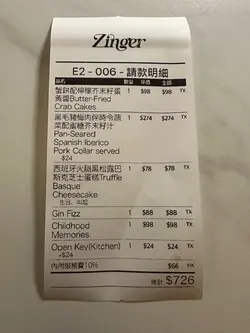 Zinger
E2-006-請款明細
品名 數量 單價 金額
蟹餅配檸檬芥末籽蛋 1 $98 $98 TX
黃醬Butter-Fried
Crab Cakes
黑毛豬梅肉伴時令蔬 1 $274 $274 TX
菜配蜜糖芥末籽汁
Pan-Seared
Spanish Iberico
Pork Collar served
-$24
西班牙火腿黑松露巴 1 $78 $78 TX
斯克芝士蛋糕Truffle
Basque
Cheesecake
Gin Fizz 1 $88 $88 TX
Childhood 1 $98 $98 TX
Memories
Open Key(Kitchen) 1 $24 $24 TX
+$24
內用服務費10% $66 TX
總計 $726